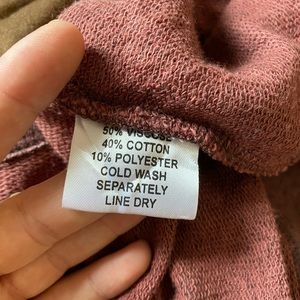 50% VISCOSE
40% COTTON
10% POLYESTER
COLD WASH
SEPARATELY
LINE DRY